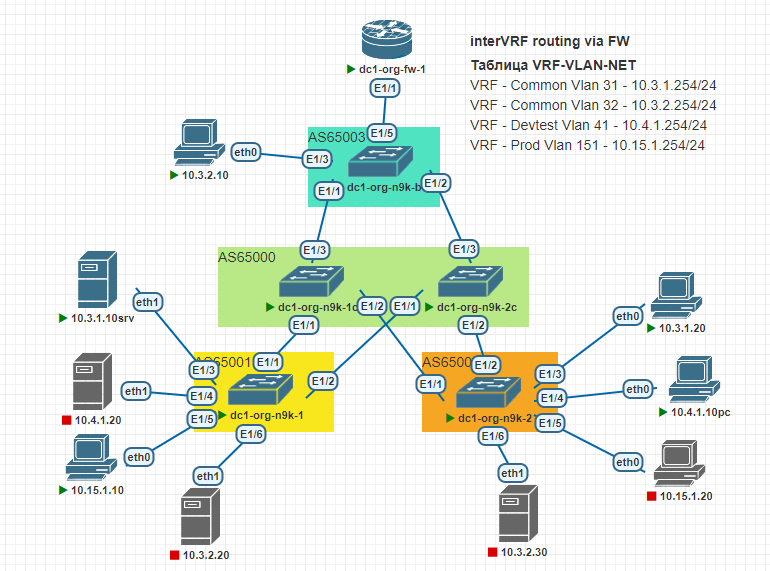 interVRF routing via FW
Таблица VRF-VLAN-NET
VRF - Common Vlan 31 - 10.3.1.254/24
VRF - Common Vlan 32 - 10.3.2.254/24
VRF - Devtest Vlan 41 - 10.4.1.254/24
VRF - Prod Vlan 151 - 10.15.1.254/24
dc1-org-fw-1
E1/1
E1/5
AS65003
eth0
E1/3
10.3.2.10
dc1-org-n9k-b
E1/1
E1/2
E1/3
E1/3
AS65000
dc1-org-n9k-1c
dc1-org-n9k-2c
E1/2
E1/1
E1/1
E1/2
eth1
10.3.1.10srv
eth0
10.3.1.20
AS65001
E1/1
E1/2
E1/3
E1/4
E1/5
E1/6
dc1-org-n9k-1
E1/2
E1/1
E1/3
E1/4
E1/5
E1/6
dc1-org-n9k-2
eth1
10.4.1.20
eth0
10.4.1.10pc
eth0
10.15.1.10
eth0
10.15.1.20
eth1
10.3.2.20
eth1
10.3.2.30